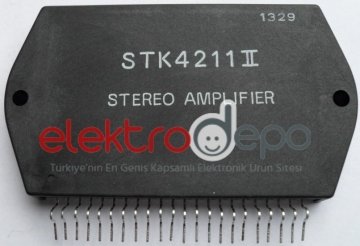 1329
STK4211II
STEREO AMPLIFIER
elektrodepo
Türkiye'nin En Geniş Kapsamlı Elektronik Ürün Sitesi